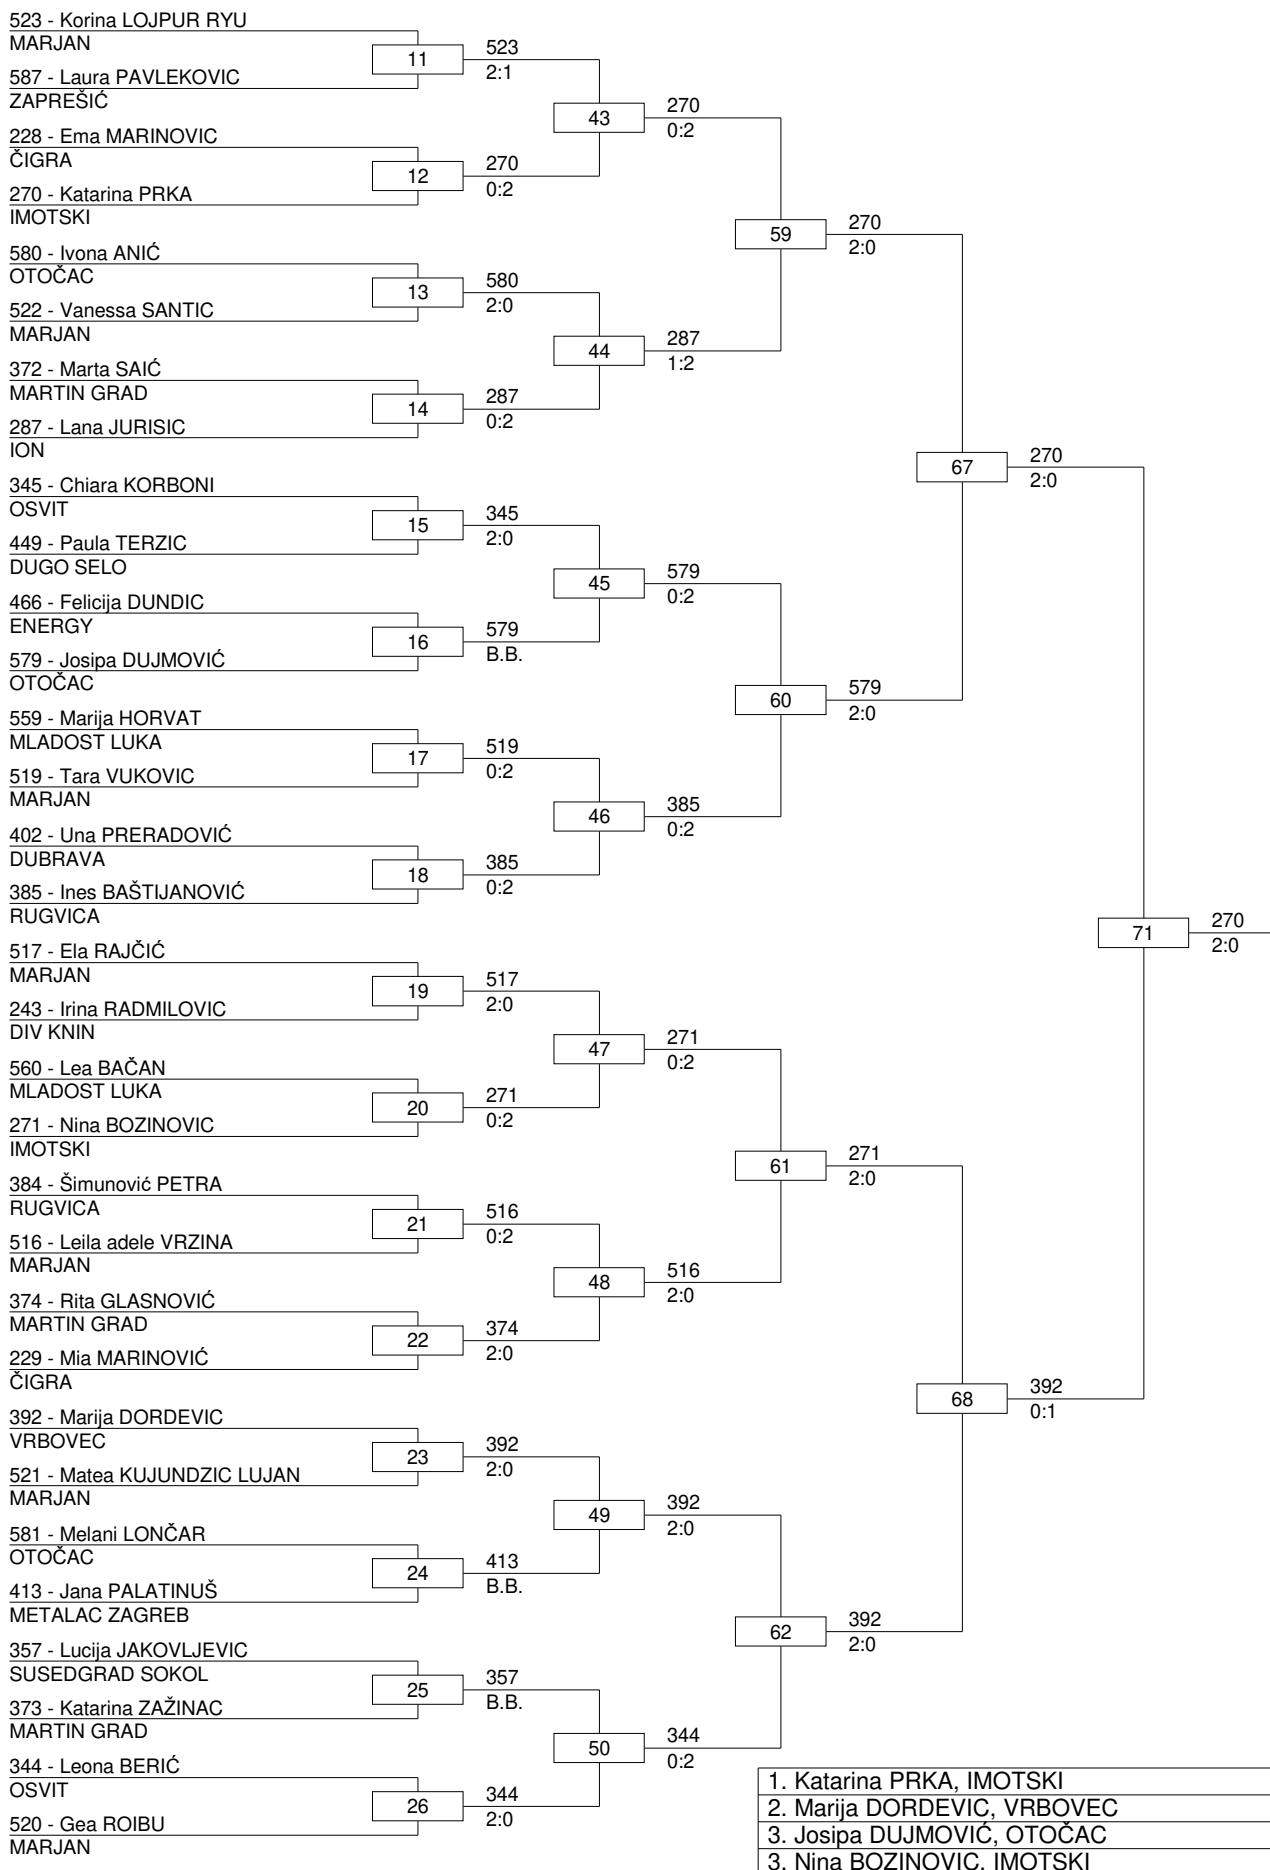 523 - Korina LOJPUR RYU
MARJAN
11
523
2:1
587 - Laura PAVLEKOVIC
ZAPREŠIĆ
43
270
0:2
228 - Ema MARINOVIC
ČIGRA
12
270
0:2
270 - Katarina PRKA
IMOTSKI
59
270
2:0
580 - Ivona ANIĆ
OTOČAC
13
580
2:0
522 - Vanessa SANTIC
MARJAN
44
287
1:2
372 - Marta SAIĆ
MARTIN GRAD
14
287
0:2
287 - Lana JURISIC
ION
67
270
2:0
345 - Chiara KORBONI
OSVIT
15
345
2:0
449 - Paula TERZIC
DUGO SELO
45
579
0:2
466 - Felicija DUNDIC
ENERGY
16
579
B.B.
579 - Josipa DUJMOVIĆ
OTOČAC
60
579
2:0
559 - Marija HORVAT
MLADOST LUKA
17
519
0:2
519 - Tara VUKOVIC
MARJAN
46
385
0:2
402 - Una PRERADOVIĆ
DUBRAVA
18
385
0:2
385 - Ines BAŠTIJANOVIĆ
RUGVICA
71
270
2:0
517 - Ela RAJČIĆ
MARJAN
19
517
2:0
243 - Irina RADMILOVIC
DIV KNIN
47
271
0:2
560 - Lea BAČAN
MLADOST LUKA
20
271
0:2
271 - Nina BOZINOVIC
IMOTSKI
61
271
2:0
384 - Šimunović PETRA
RUGVICA
21
516
0:2
516 - Leila adele VRZINA
MARJAN
48
516
2:0
374 - Rita GLASNOVIĆ
MARTIN GRAD
22
374
2:0
229 - Mia MARINOVIĆ
ČIGRA
68
392
0:1
392 - Marija DORDEVIC
VRBOVEC
23
392
2:0
521 - Matea KUJUNDZIC LUJAN
MARJAN
49
392
2:0
581 - Melani LONČAR
OTOČAC
24
413
B.B.
413 - Jana PALATINUŠ
METALAC ZAGREB
62
392
2:0
357 - Lucija JAKOVLJEVIC
SUSEDGRAD SOKOL
25
357
B.B.
373 - Katarina ZAŽINAC
MARTIN GRAD
50
344
0:2
344 - Leona BERIĆ
OSVIT
26
344
2:0
520 - Gea ROIBU
MARJAN
1. Katarina PRKA, IMOTSKI
2. Marija DORDEVIC, VRBOVEC
3. Josipa DUJMOVIĆ, OTOČAC
3. Nina BOZINOVIC, IMOTSKI